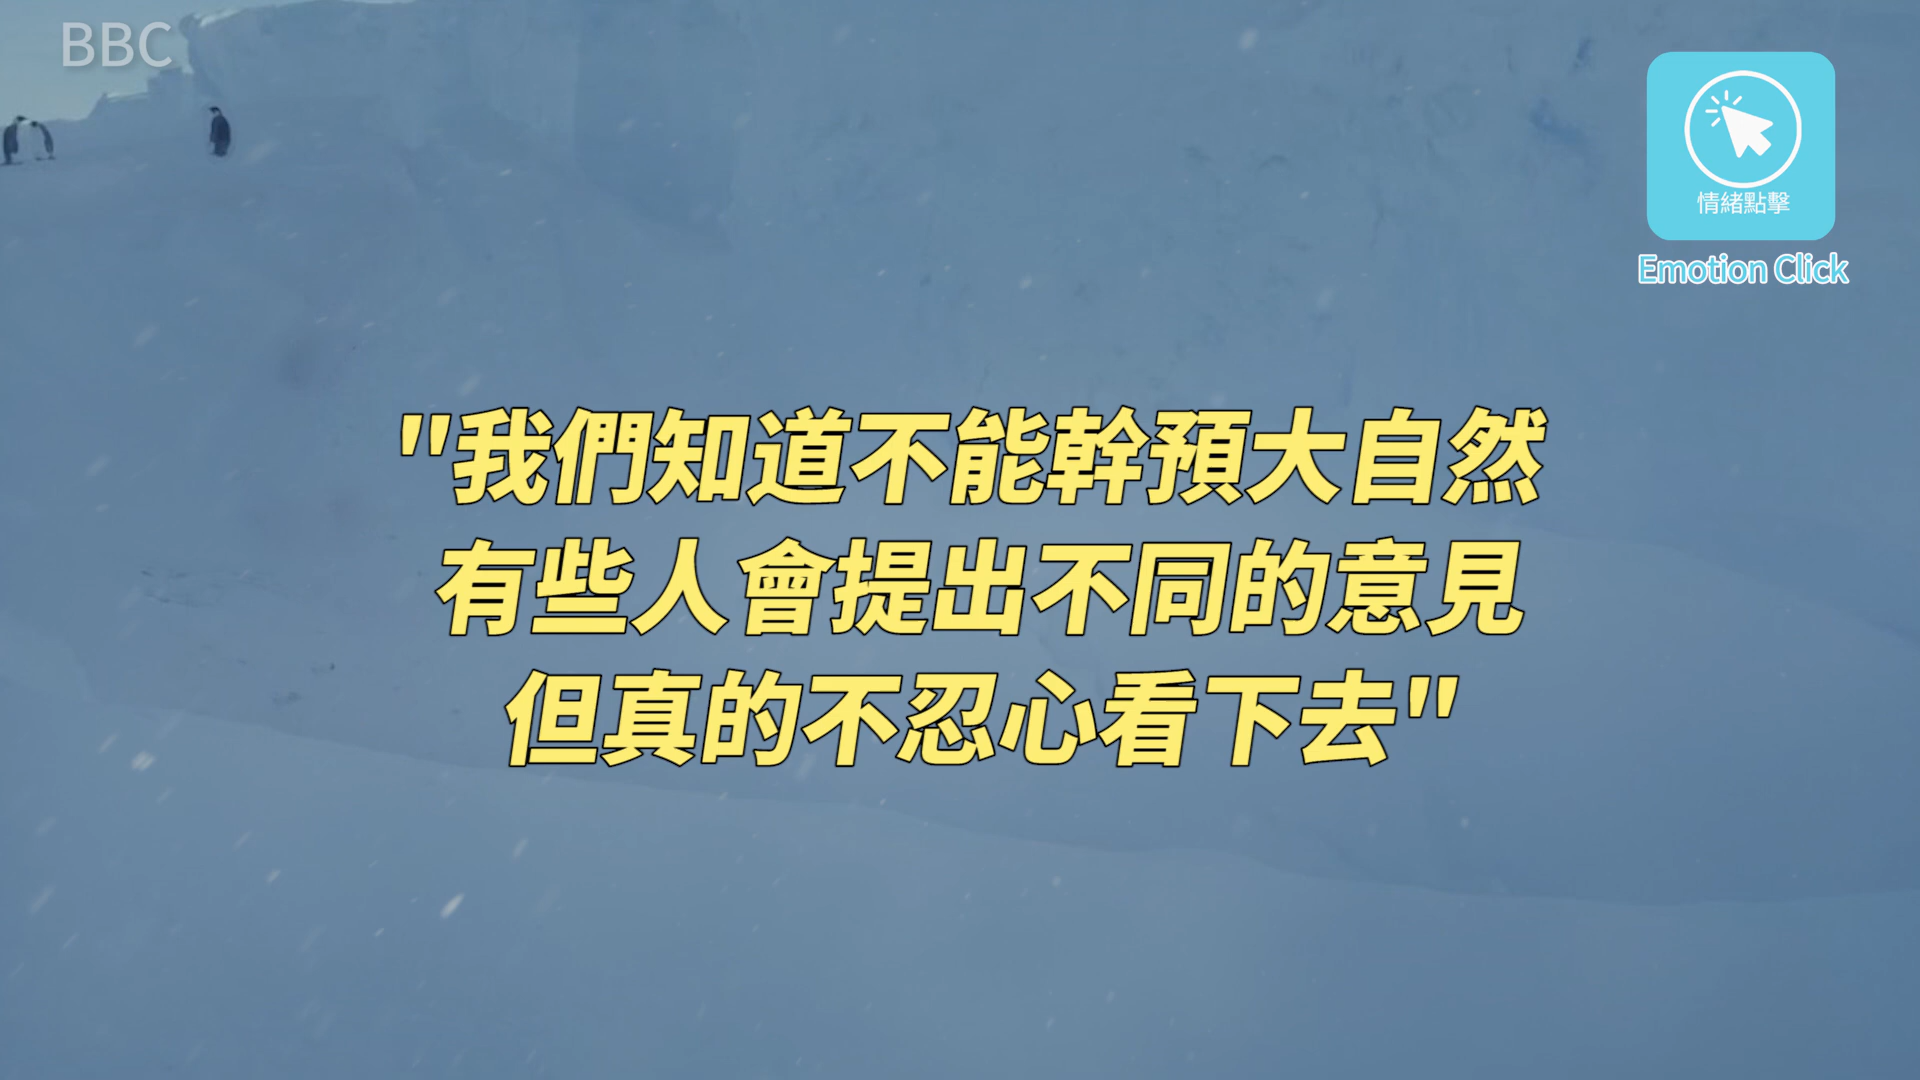 BBC
情緒點擊
Emotion Click
"我們知道不能幹預大自然
有些人會提出不同的意見
但真的不忍心看下去"